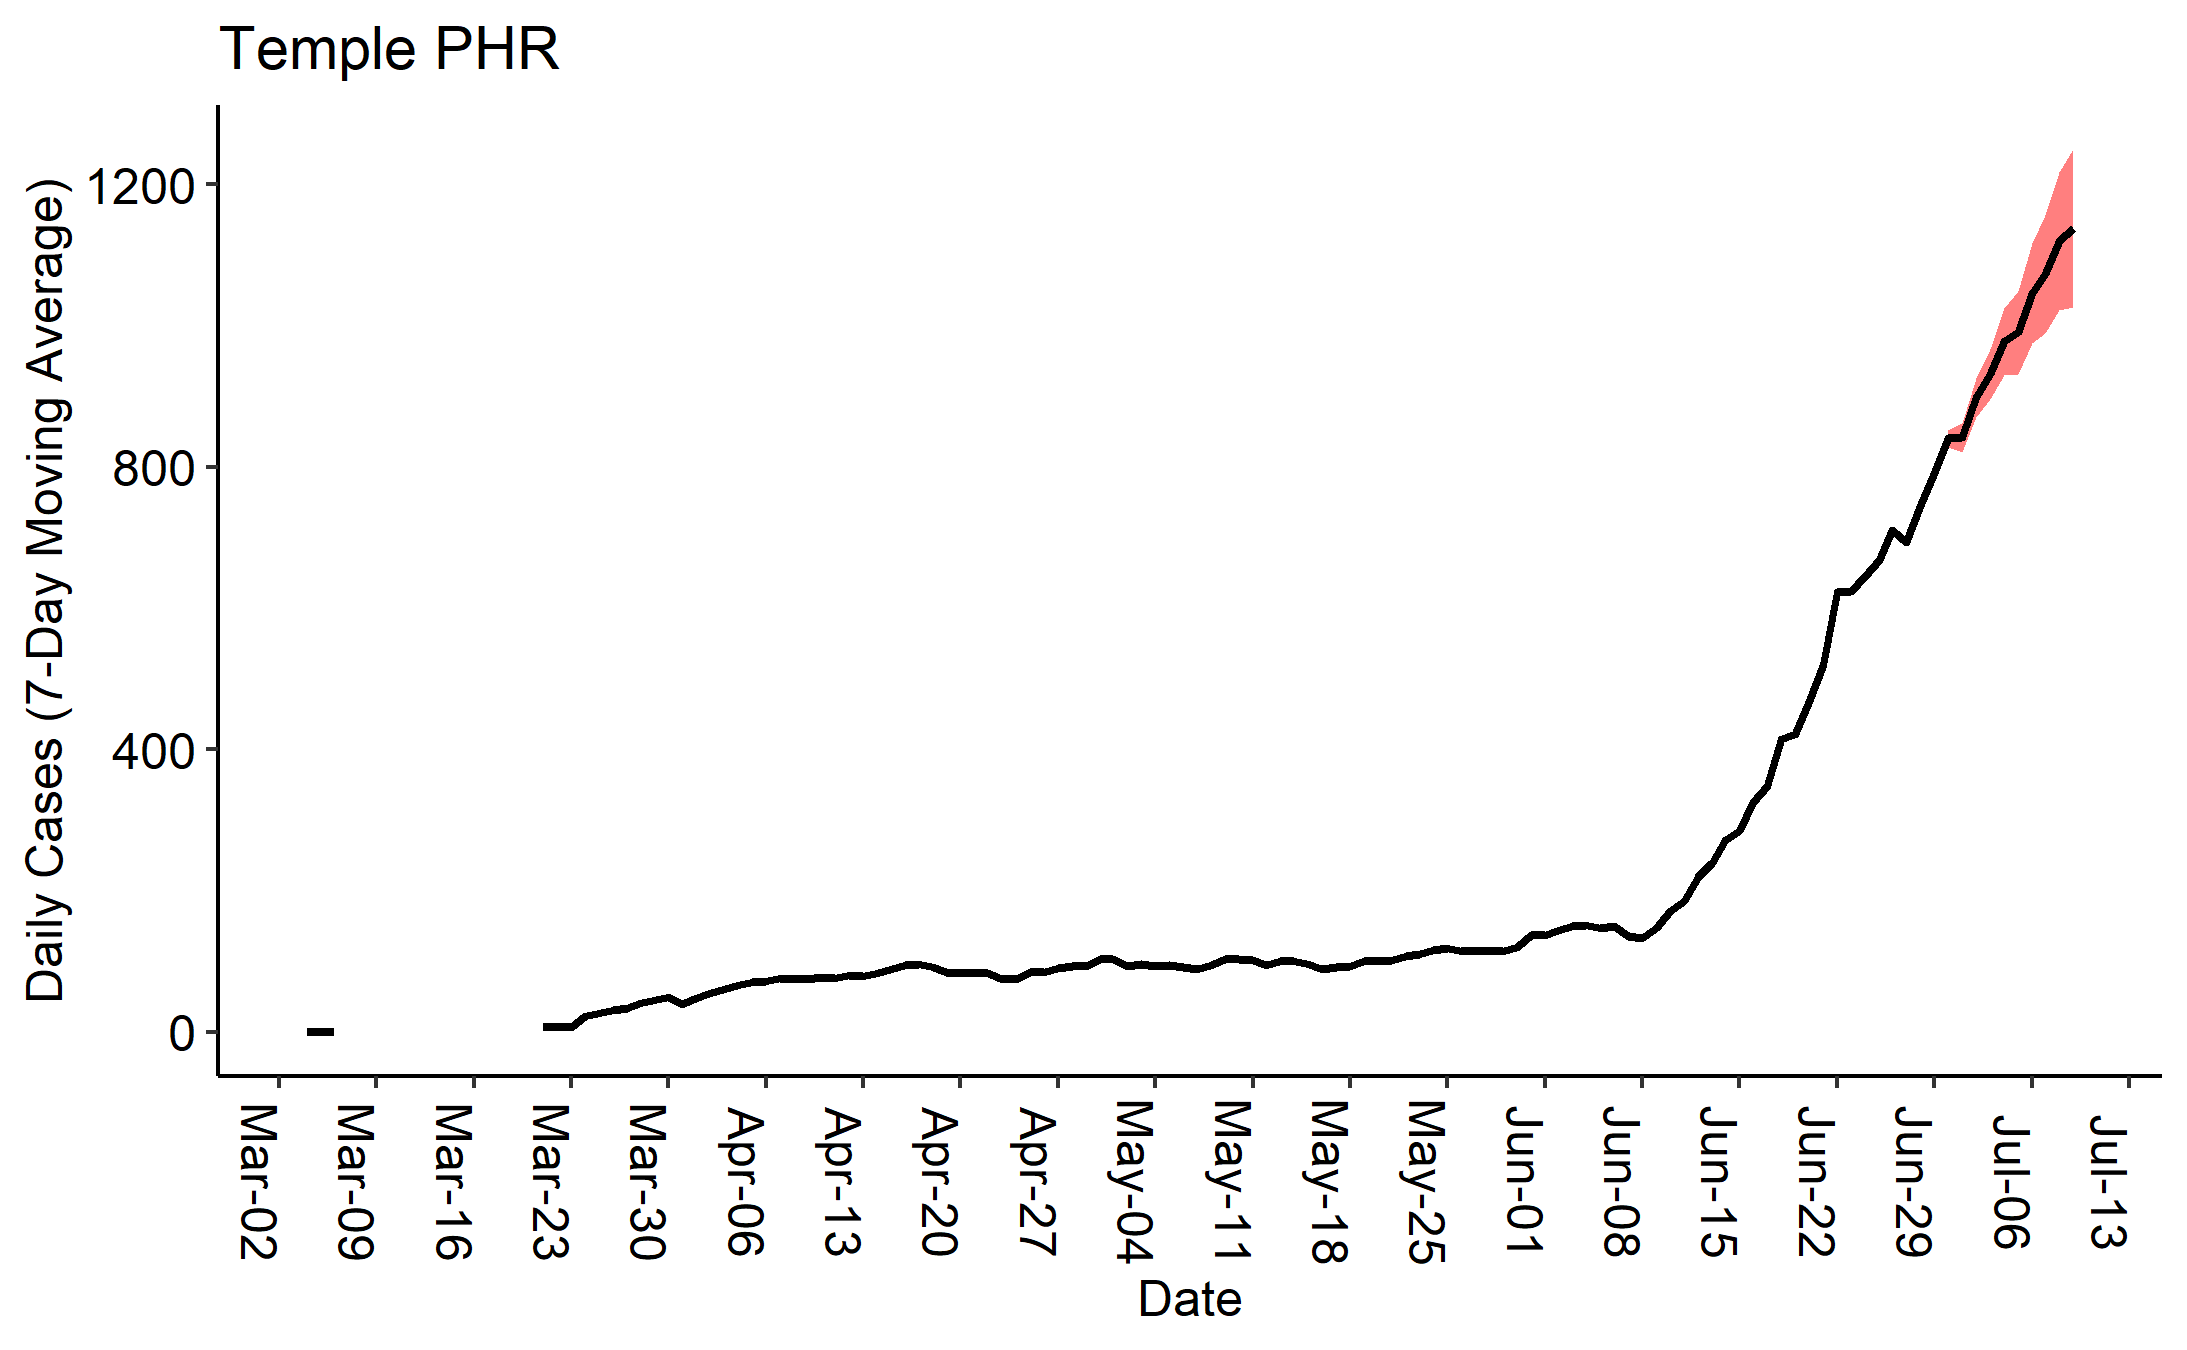 Temple PHR
Daily Cases (7-Day Moving Average)
1200
800
400
0
Mar-02
Mar-09
Mar-16
Mar-23
Mar-30
Apr-06
Apr-13
Apr-20
Apr-27
May-04
May-11
May-18
May-25
Jun-01
Jun-08
Jun-15
Jun-22
Jun-29
Jul-06
Jul-13
Date